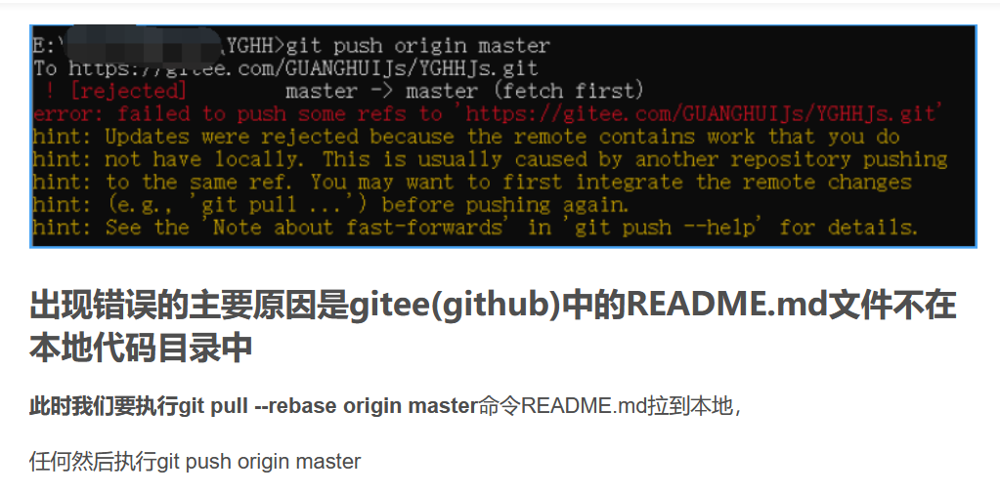 E:\YGHH>git push origin master
To https://gitee.com/GUANGHUIJs/YGHHJs.git
! [rejected] master -> master (fetch first)
error: failed to push some refs to 'https://gitee.com/GUANGHUIJs/YGHHJs.git'
hint: Updates were rejected because the remote contains work that you do
hint: not have locally. This is usually caused by another repository pushing
hint: to the same ref. You may want to first integrate the remote changes
hint: (e.g., 'git pull ...') before pushing again.
hint: See the 'Note about fast-forwards' in 'git push --help' for details.
出现错误的主要原因是gitee(github)中的README.md文件不在
本地代码目录中
此时我们要执行git pull --rebase origin master命令README.md拉到本地，
任何然后执行git push origin master